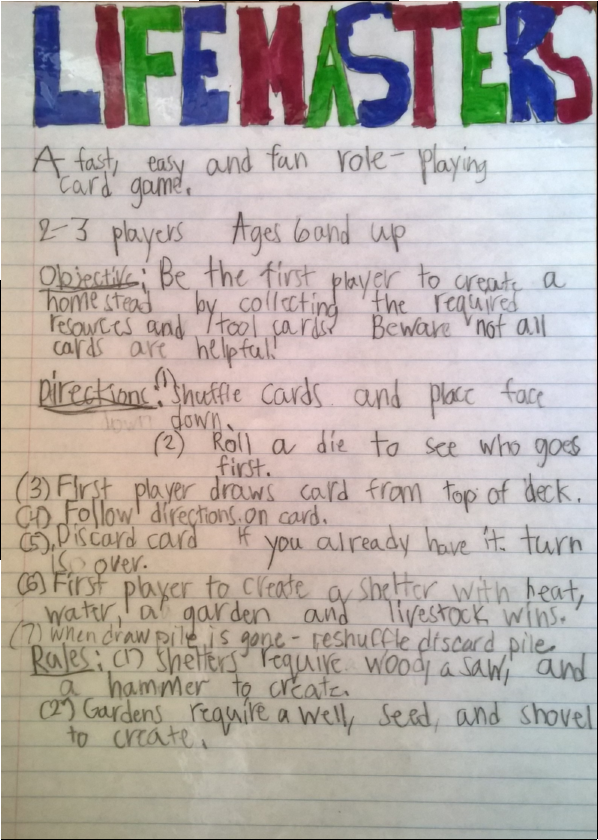 LIFEMASTERS
A fast, easy and fun role-playing
card game.
2-3 players Ages 6 and up
Objective: Be the first player to create a
homestead by collecting the required
resources and /tool cards. Beware not all
cards are helpful!
Directions: (1) Shuffle cards and place face
down.
(2) Roll a die to see who goes
first.
(3) First player draws card from top of deck.
(4) Follow directions on card.
(5) Discard card if you already have it. turn
is over.
(6) First player to create a shelter with heat,
water, a garden and livestock wins.
(7) When draw pile is gone - reshuffle discard pile.
Rules: (1) Shelters require wood, a saw, and
a hammer to create.
(2) Gardens require a well, seed, and shovel
to create.